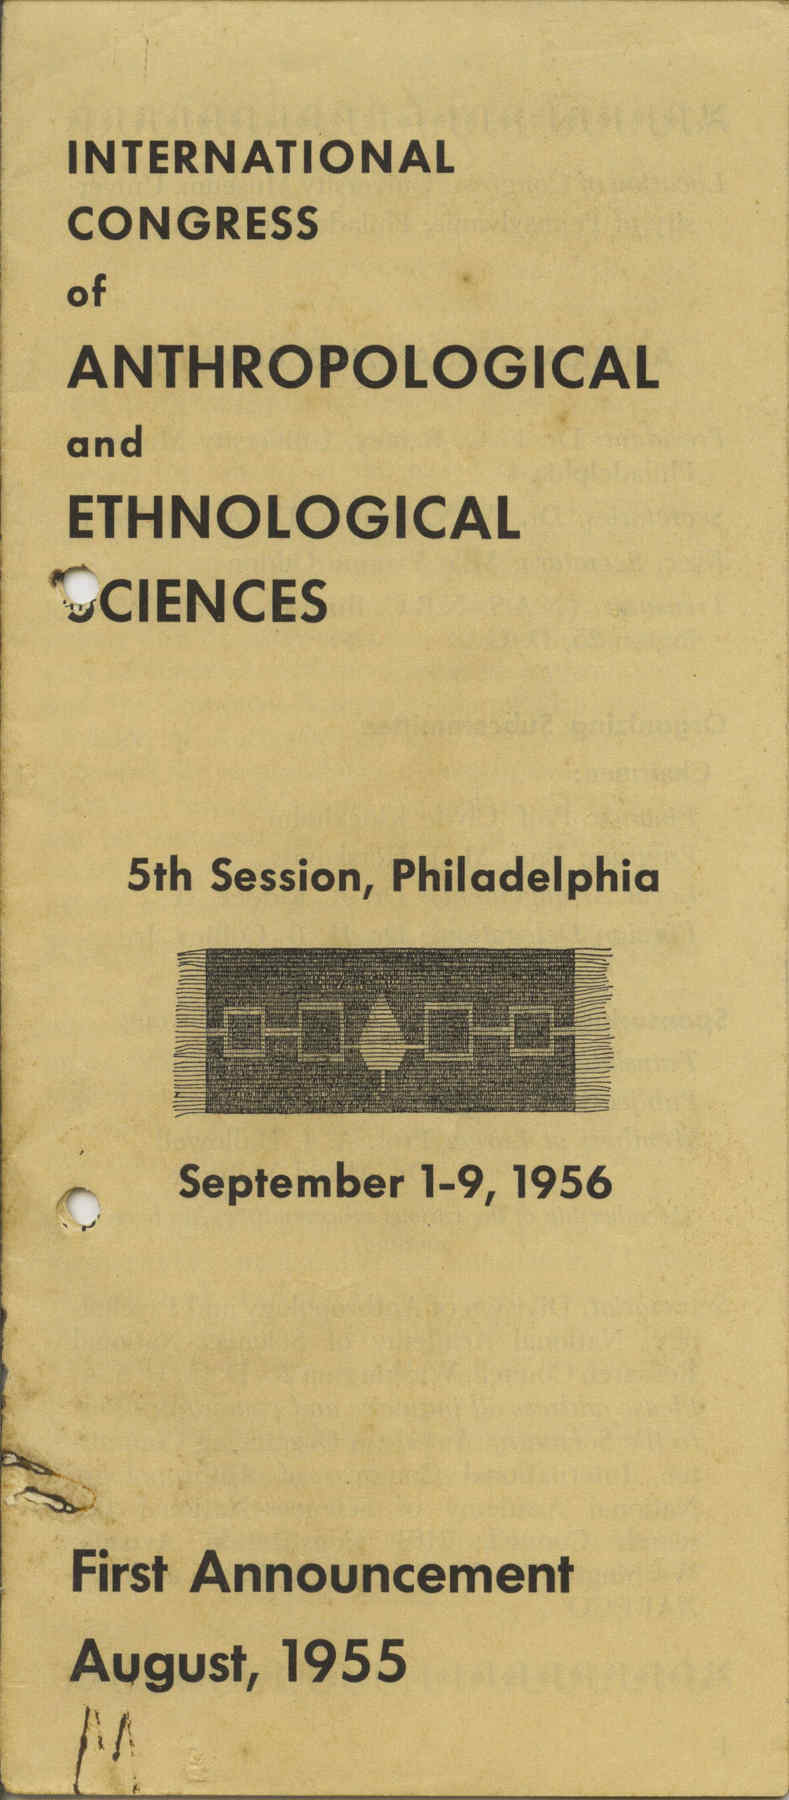 INTERNATIONAL
CONGRESS
of
ANTHROPOLOGICAL
and
ETHNOLOGICAL
SCIENCES
5th Session, Philadelphia
September 1-9, 1956
First Announcement
August, 1955